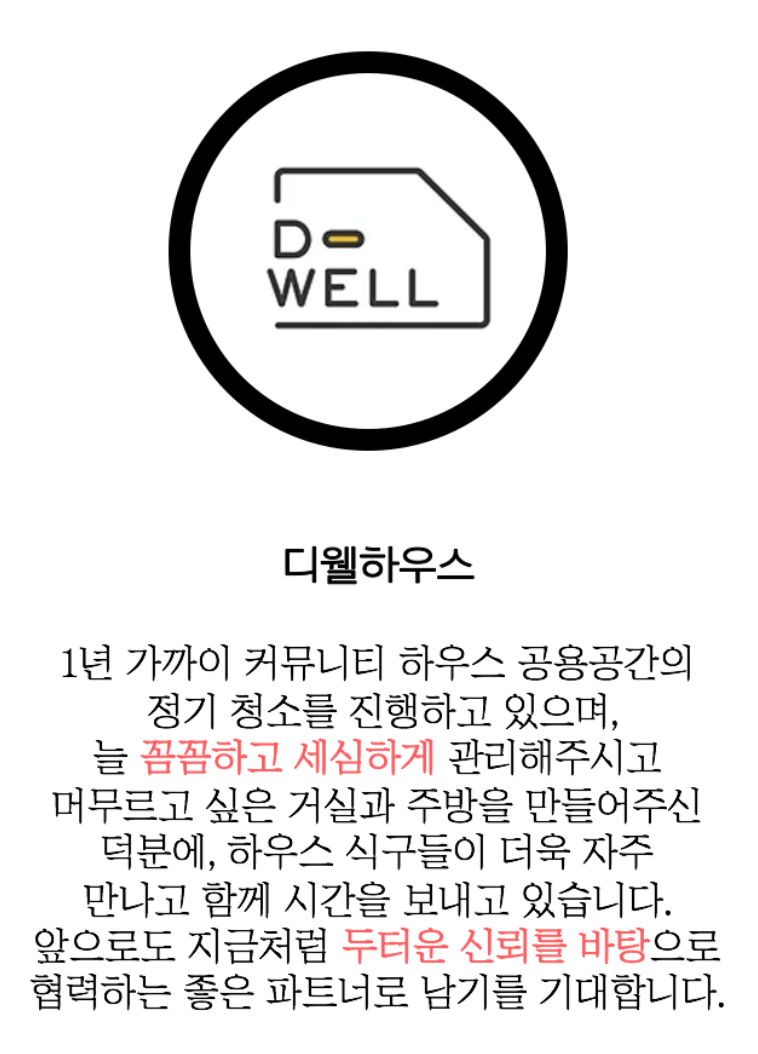 D-
WELL
디웰하우스
1년 가까이 커뮤니티 하우스 공용공간의
정기 청소를 진행하고 있으며,
늘 꼼꼼하고 세심하게 관리해주시고
머무르고 싶은 거실과 주방을 만들어주신
덕분에, 하우스 식구들이 더욱 자주
만나고 함께 시간을 보내고 있습니다.
앞으로도 지금처럼 두터운 신뢰를 바탕으로
협력하는 좋은 파트너로 남기를 기대합니다.